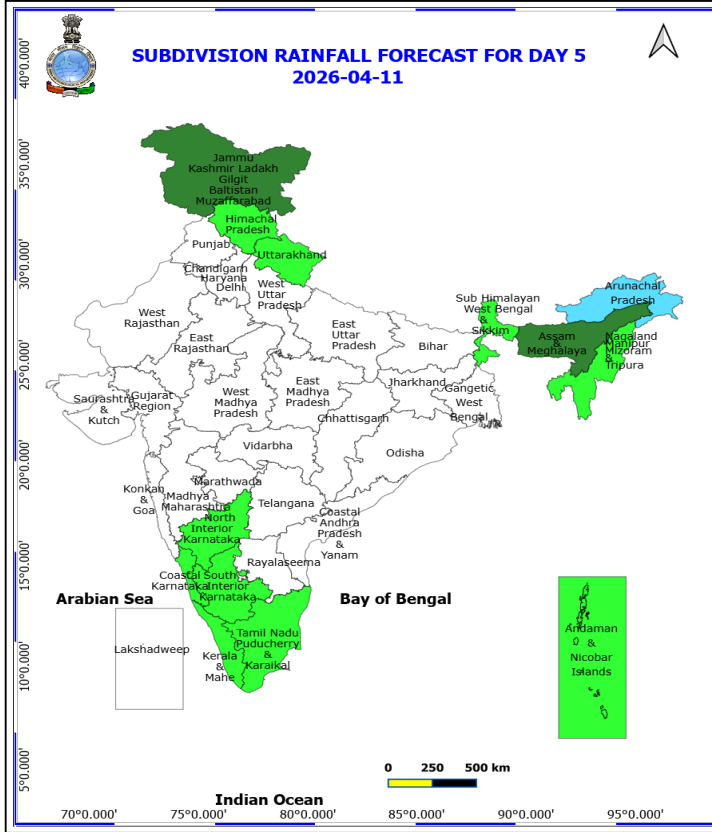 SUBDIVISION RAINFALL FORECAST FOR DAY 5
2026-04-11
40°0.000'
35°0.000'
30°0.000'
25°0.000'
20°0.000'
15°0.000'
10°0.000'
5°0.000'
Jammu
Kashmir Ladakh
Gilgit
Baltistan
Muzaffarabad
Himachal
Pradesh
Punjab
Uttarakhand
Chandigarh
Haryana
Delhi
West
Uttar
Pradesh
West
Rajasthan
East
Rajasthan
East
Uttar
Pradesh
Bihar
Sub Himalayan
West Bengal
&
Sikkim
Arunachal
Pradesh
Assam
&
Meghalaya
Nagaland
Manipur
Mizoram
&
Tripura
Saurashtra
&
Kutch
Gujarat
Region
West
Madhya
Pradesh
East
Madhya
Pradesh
Jharkhand
Gangetic
West
Bengal
Chhattisgarh
Vidarbha
Odisha
Konkan
&
Goa
Madhya
Maharashtra
Marathwada
Telangana
North
Interior
Karnataka
Coastal
Andhra
Pradesh
&
Yanam
Rayalaseema
Coastal
Karnataka
South
Interior
Karnataka
Arabian Sea
Bay of Bengal
Lakshadweep
Kerala
&
Mahe
Tamil Nadu
Puducherry
&
Karaikal
Andaman
&
Nicobar
Islands
0 250 500 km
Indian Ocean
70°0.000' 75°0.000' 80°0.000' 85°0.000' 90°0.000' 95°0.000'